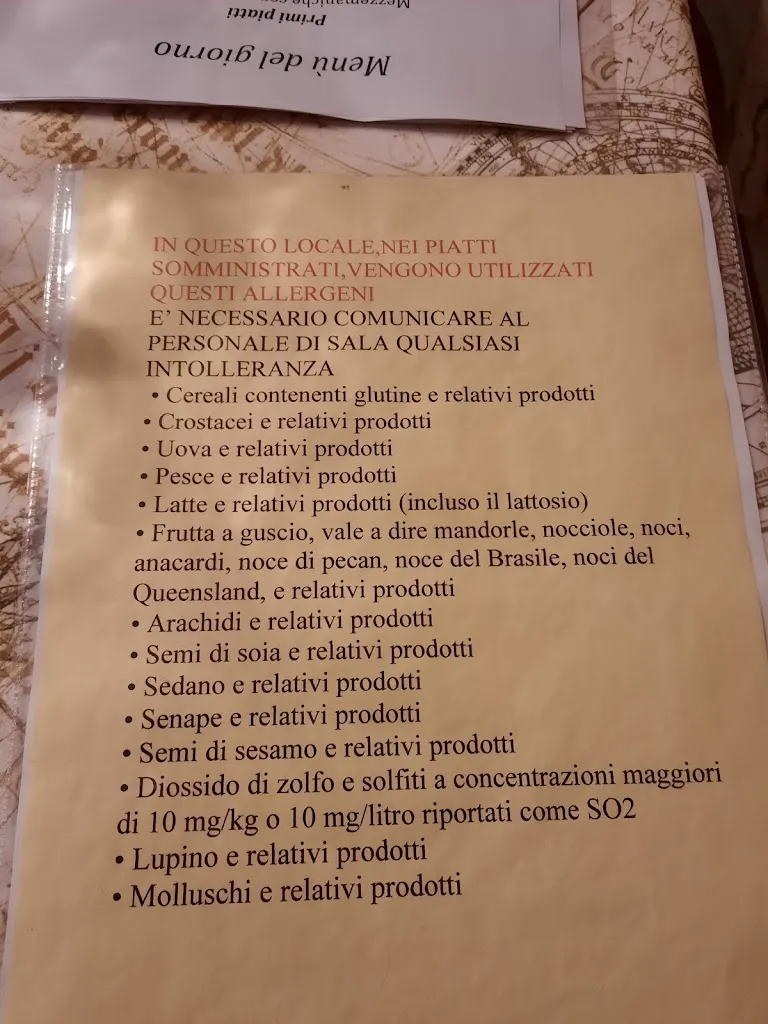 Mezzemaniche con
Primi piatti
Menù del giorno
IN QUESTO LOCALE,NEI PIATTI
SOMMINISTRATI,VENGONO UTILIZZATI
QUESTI ALLERGENI
E' NECESSARIO COMUNICARE AL
PERSONALE DI SALA QUALSIASI
INTOLLERANZA
• Cereali contenenti glutine e relativi prodotti
• Crostacei e relativi prodotti
• Uova e relativi prodotti
• Pesce e relativi prodotti
• Latte e relativi prodotti (incluso il lattosio)
• Frutta a guscio, vale a dire mandorle, nocciole, noci,
anacardi, noce di pecan, noce del Brasile, noci del
Queensland, e relativi prodotti
• Arachidi e relativi prodotti
• Semi di soia e relativi prodotti
• Sedano e relativi prodotti
• Senape e relativi prodotti
• Semi di sesamo e relativi prodotti
• Diossido di zolfo e solfiti a concentrazioni maggiori
di 10 mg/kg o 10 mg/litro riportati come SO2
• Lupino e relativi prodotti
• Molluschi e relativi prodotti